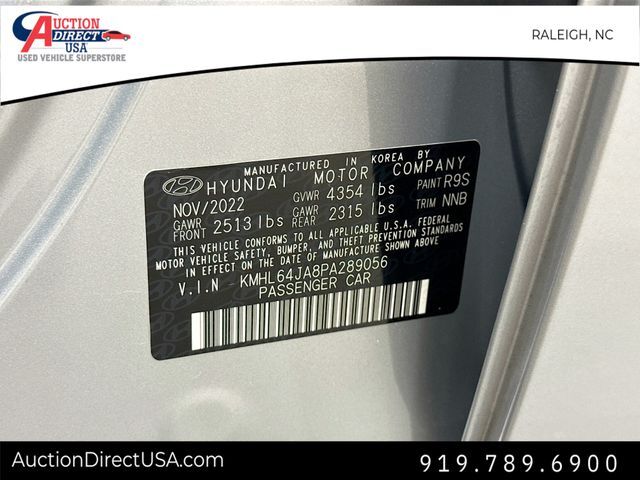 AUCTION
DIRECT
USA
USED VEHICLE SUPERSTORE
RALEIGH, NC
MANUFACTURED IN KOREA BY
HYUNDAI MOTOR COMPANY
NOV/2022 GVWR 4354 lbs PAINT R9S
GAWR FRONT 2513 lbs GAWR REAR 2315 lbs TRIM NNB
THIS VEHICLE CONFORMS TO ALL APPLICABLE U.S.A. FEDERAL
MOTOR VEHICLE SAFETY, BUMPER, AND THEFT PREVENTION STANDARDS
IN EFFECT ON THE DATE OF MANUFACTURE SHOWN ABOVE.
V.I.N KMHL64JA8PA289056
PASSENGER CAR
AuctionDirectUSA.com
919.789.6900